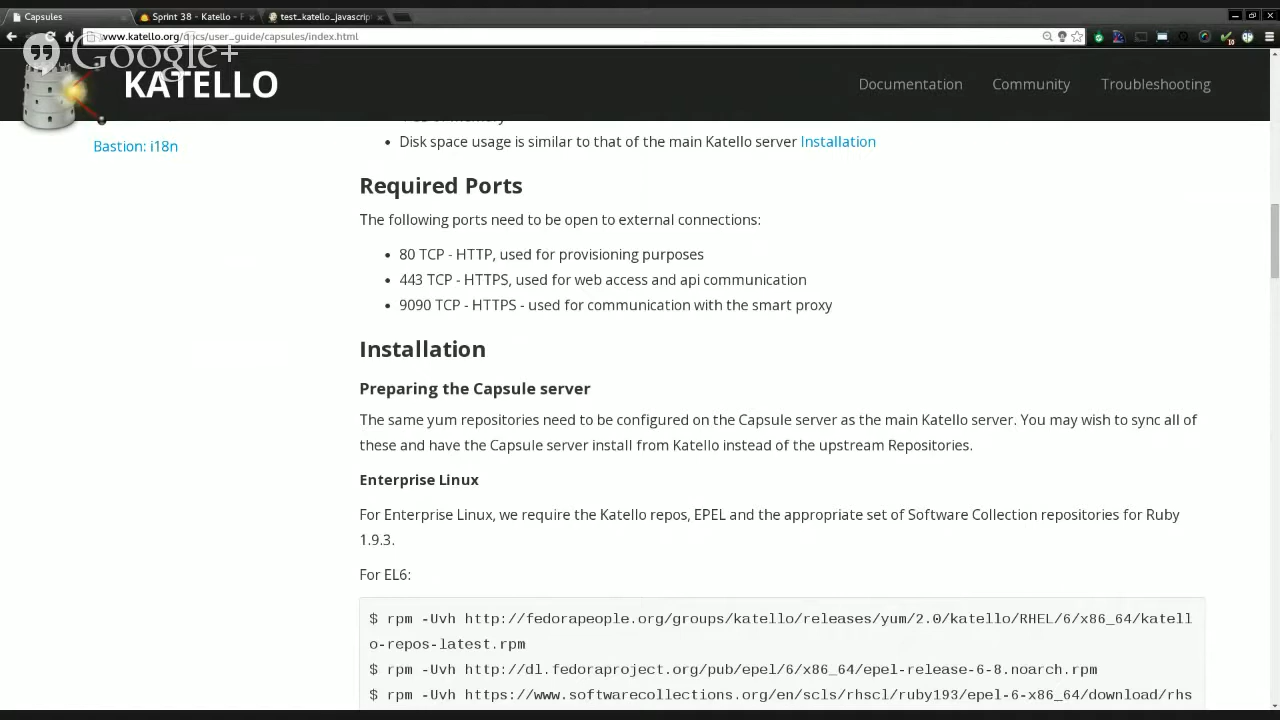 Capsules
Sprint 38 - Katello - F
test_katello_javascrip
www.katello.org/docs/user_guide/capsules/index.html
Google+
KATELLO
Documentation
Community
Troubleshooting
Bastion: i18n
• Disk space usage is similar to that of the main Katello server Installation
Required Ports
The following ports need to be open to external connections:
• 80 TCP - HTTP, used for provisioning purposes
• 443 TCP - HTTPS, used for web access and api communication
• 9090 TCP - HTTPS - used for communication with the smart proxy
Installation
Preparing the Capsule server
The same yum repositories need to be configured on the Capsule server as the main Katello server. You may wish to sync all of
these and have the Capsule server install from Katello instead of the upstream Repositories.
Enterprise Linux
For Enterprise Linux, we require the Katello repos, EPEL and the appropriate set of Software Collection repositories for Ruby
1.9.3.
For EL6:
$ rpm -Uvh http://fedorapeople.org/groups/katello/releases/yum/2.0/katello/RHEL/6/x86_64/katell
o-repos-latest.rpm
$ rpm -Uvh http://dl.fedoraproject.org/pub/epel/6/x86_64/epel-release-6-8.noarch.rpm
$ rpm -Uvh https://www.softwarecollections.org/en/scls/rhscl/ruby193/epel-6-x86_64/download/rhs